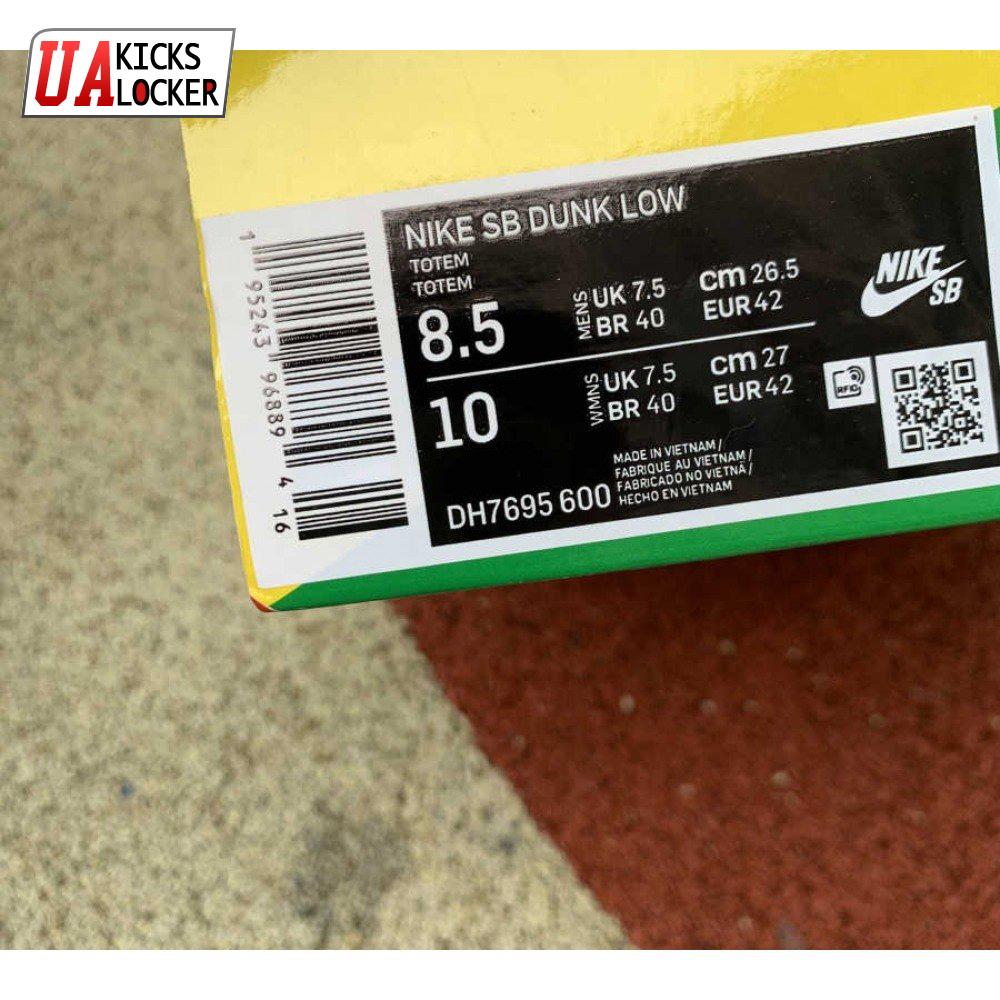 UA KICKS
LOCKER
NIKE SB DUNK LOW
TOTEM
TOTEM
8.5
MENS
UK 7.5
BR 40
cm 26.5
EUR 42
10
WMNS
UK 7.5
BR 40
cm 27
EUR 42
NIKE
SB
RFID
MADE IN VIETNAM /
FABRIQUE AU VIETNAM /
FABRICADO NO VIETNÃ /
HECHO EN VIETNAM
DH7695 600
1 95243 96889 4 16